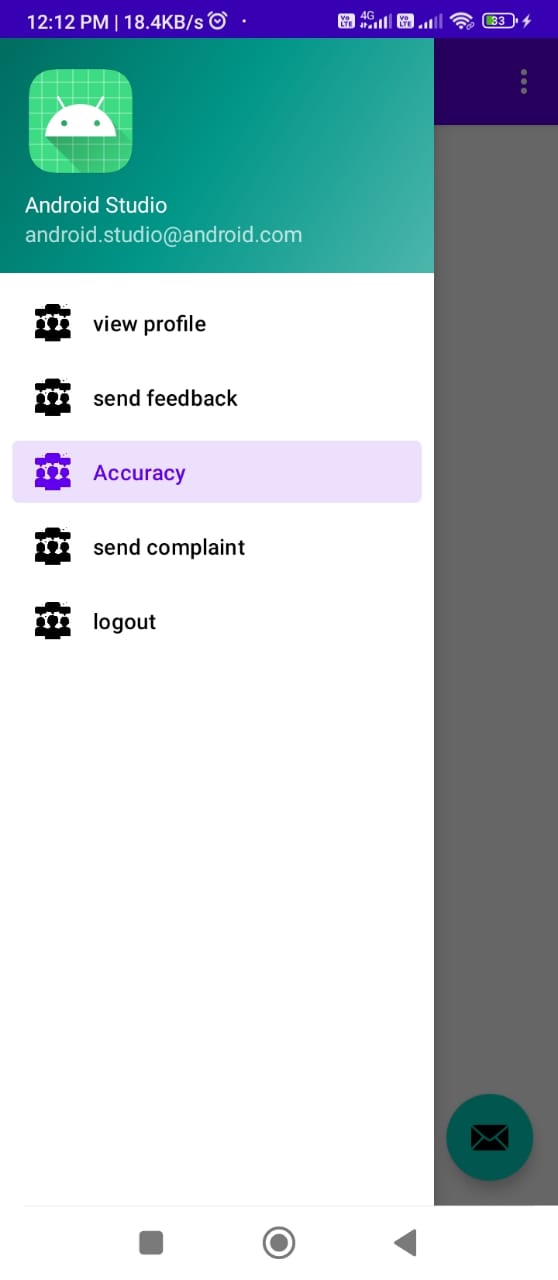 12:12 PM | 18.4KB/s
Vo LTE 4G Vo LTE 83
Android Studio
android.studio@android.com
view profile
send feedback
Accuracy
send complaint
logout